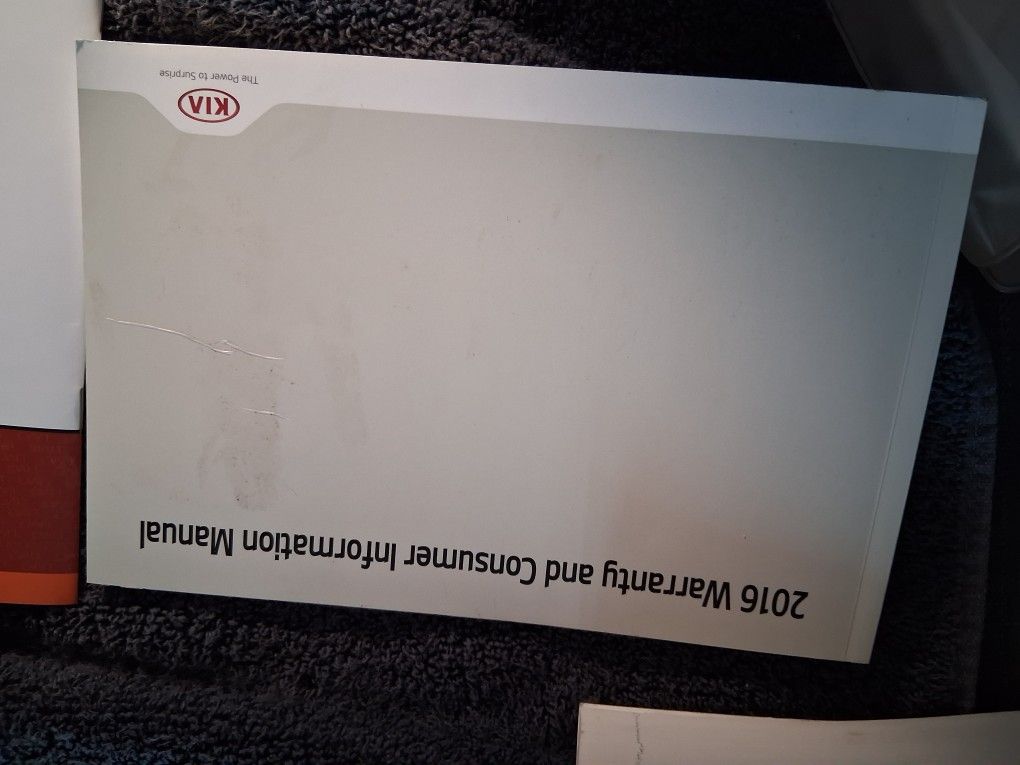 2016 Warranty and Consumer Information Manual
KIA
The Power to Surprise